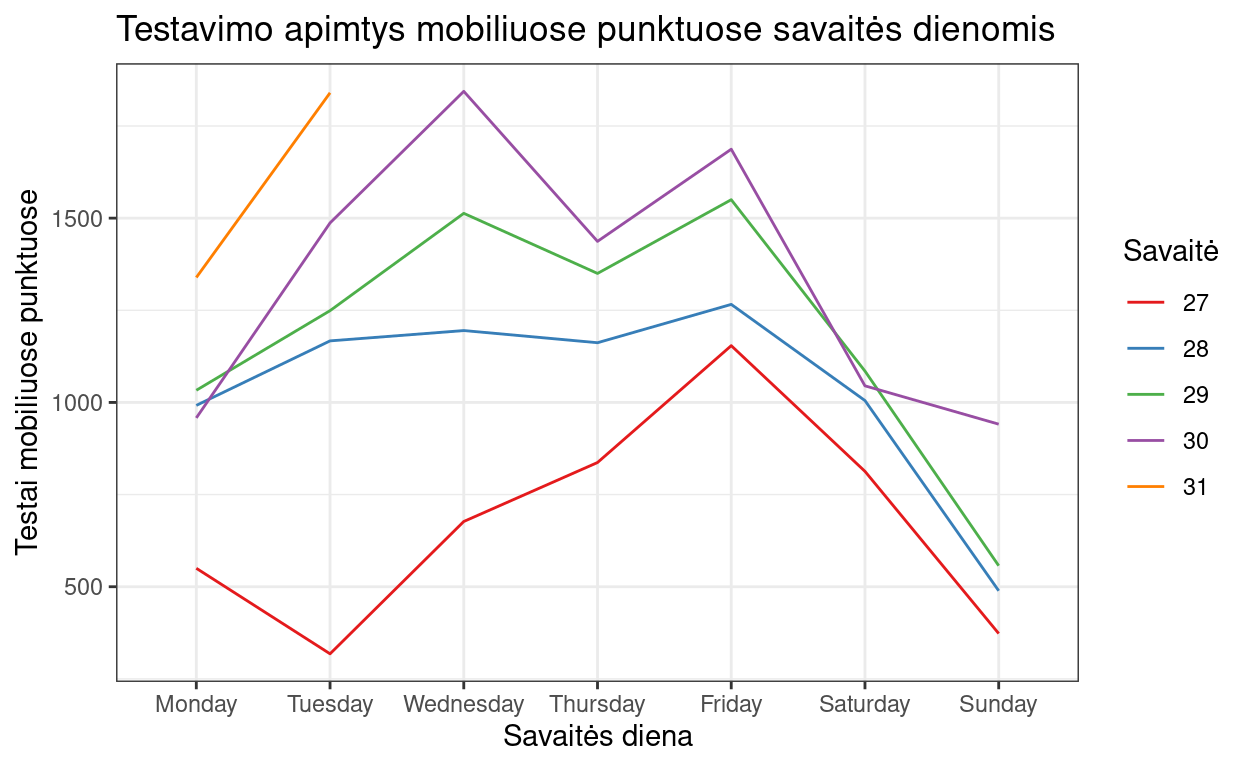 Testavimo apimtys mobiliuose punktuose savaitės dienomis
Testai mobiliuose punktuose
1500
1000
500
Monday Tuesday Wednesday Thursday Friday Saturday Sunday
Savaitės diena
Savaitė
27
28
29
30
31